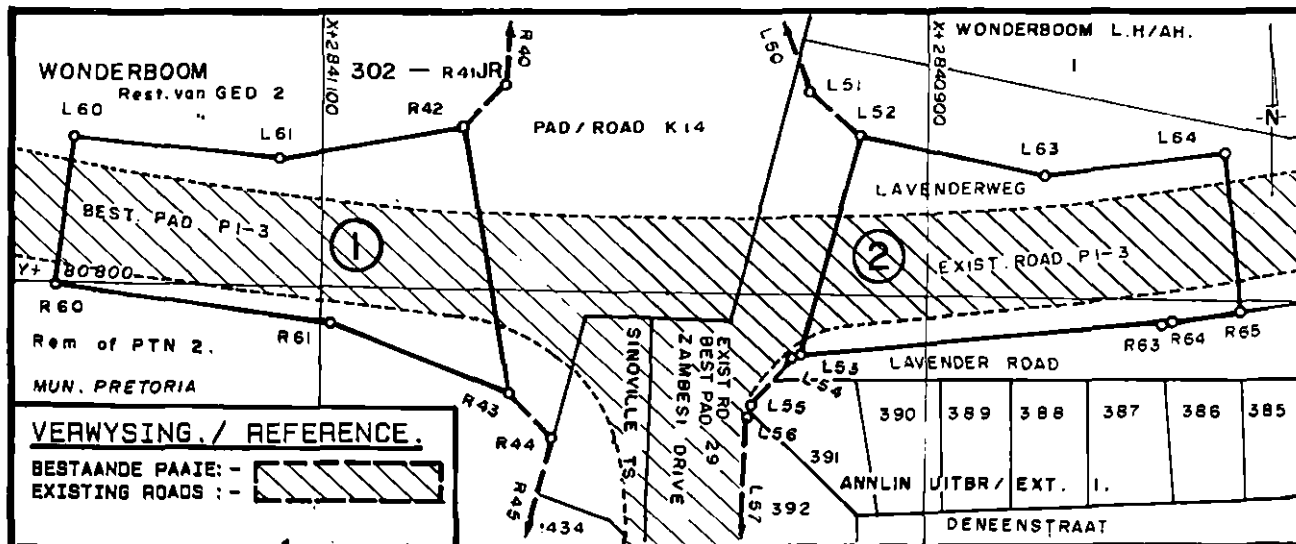 WONDERBOOM
Rest. van GED 2
"
L60
L61
X+2841100
302 — R41JR
R40
R42
PAD/ROAD K14
L50
L51
L52
X+2840900
WONDERBOOM L.H/AH.
1
-N-
L63
L64
LAVENDERWEG
BEST. PAD P1-3
1
2
EXIST. ROAD P1-3
Y+ 80800
R60
R61
Rem of PTN 2.
MUN. PRETORIA
R43
R44
R45
SINOVILLE TS.
EXIST RD
BEST PAD. 29
ZAMBESI DRIVE
L53
L-54
L55
L56
L57
LAVENDER ROAD
R63
R64
R65
390
389
388
387
386
385
391
392
1434
ANNLIN UITBR/ EXT. 1.
DENEENSTRAAT
VERWYSING./ REFERENCE.
BESTAANDE PAAIE: -
EXISTING ROADS : -